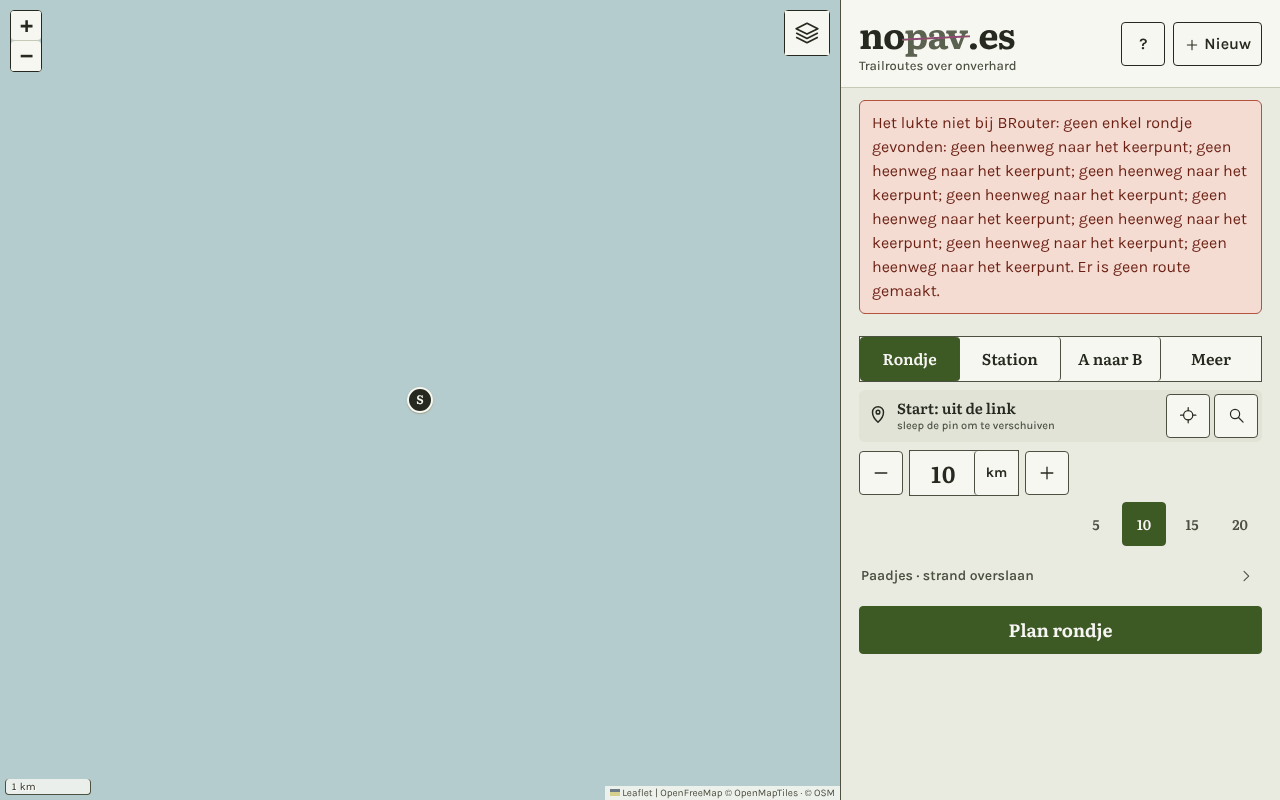 +
−
1 km
Leaflet | OpenFreeMap © OpenMapTiles · © OSM
nopav.es
Trailroutes over onverhard
?
+ Nieuw
Het lukte niet bij BRouter: geen enkel rondje
gevonden: geen heenweg naar het keerpunt; geen
heenweg naar het keerpunt; geen heenweg naar het
keerpunt; geen heenweg naar het keerpunt; geen
heenweg naar het keerpunt; geen heenweg naar het
keerpunt; geen heenweg naar het keerpunt; geen
heenweg naar het keerpunt. Er is geen route
gemaakt.
Rondje
Station
A naar B
Meer
S
Start: uit de link
sleep de pin om te verschuiven
− 10 km +
5 10 15 20
Paadjes · strand overslaan
Plan rondje